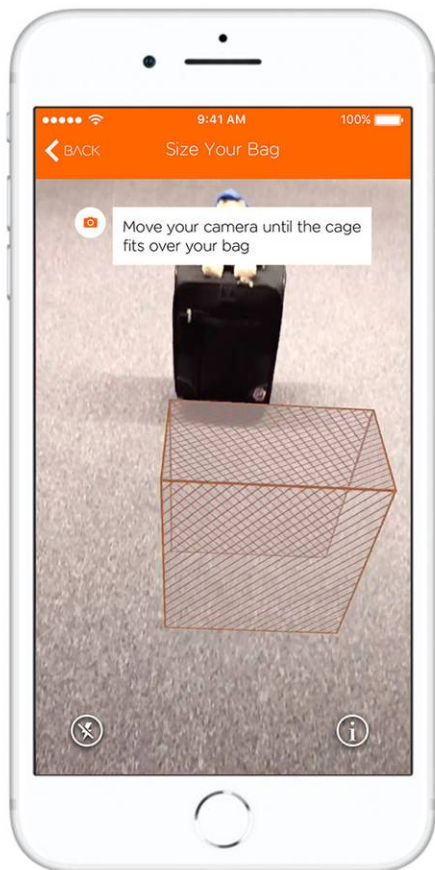 9:41 AM
100%
BACK
Size Your Bag
Move your camera until the cage
fits over your bag
i